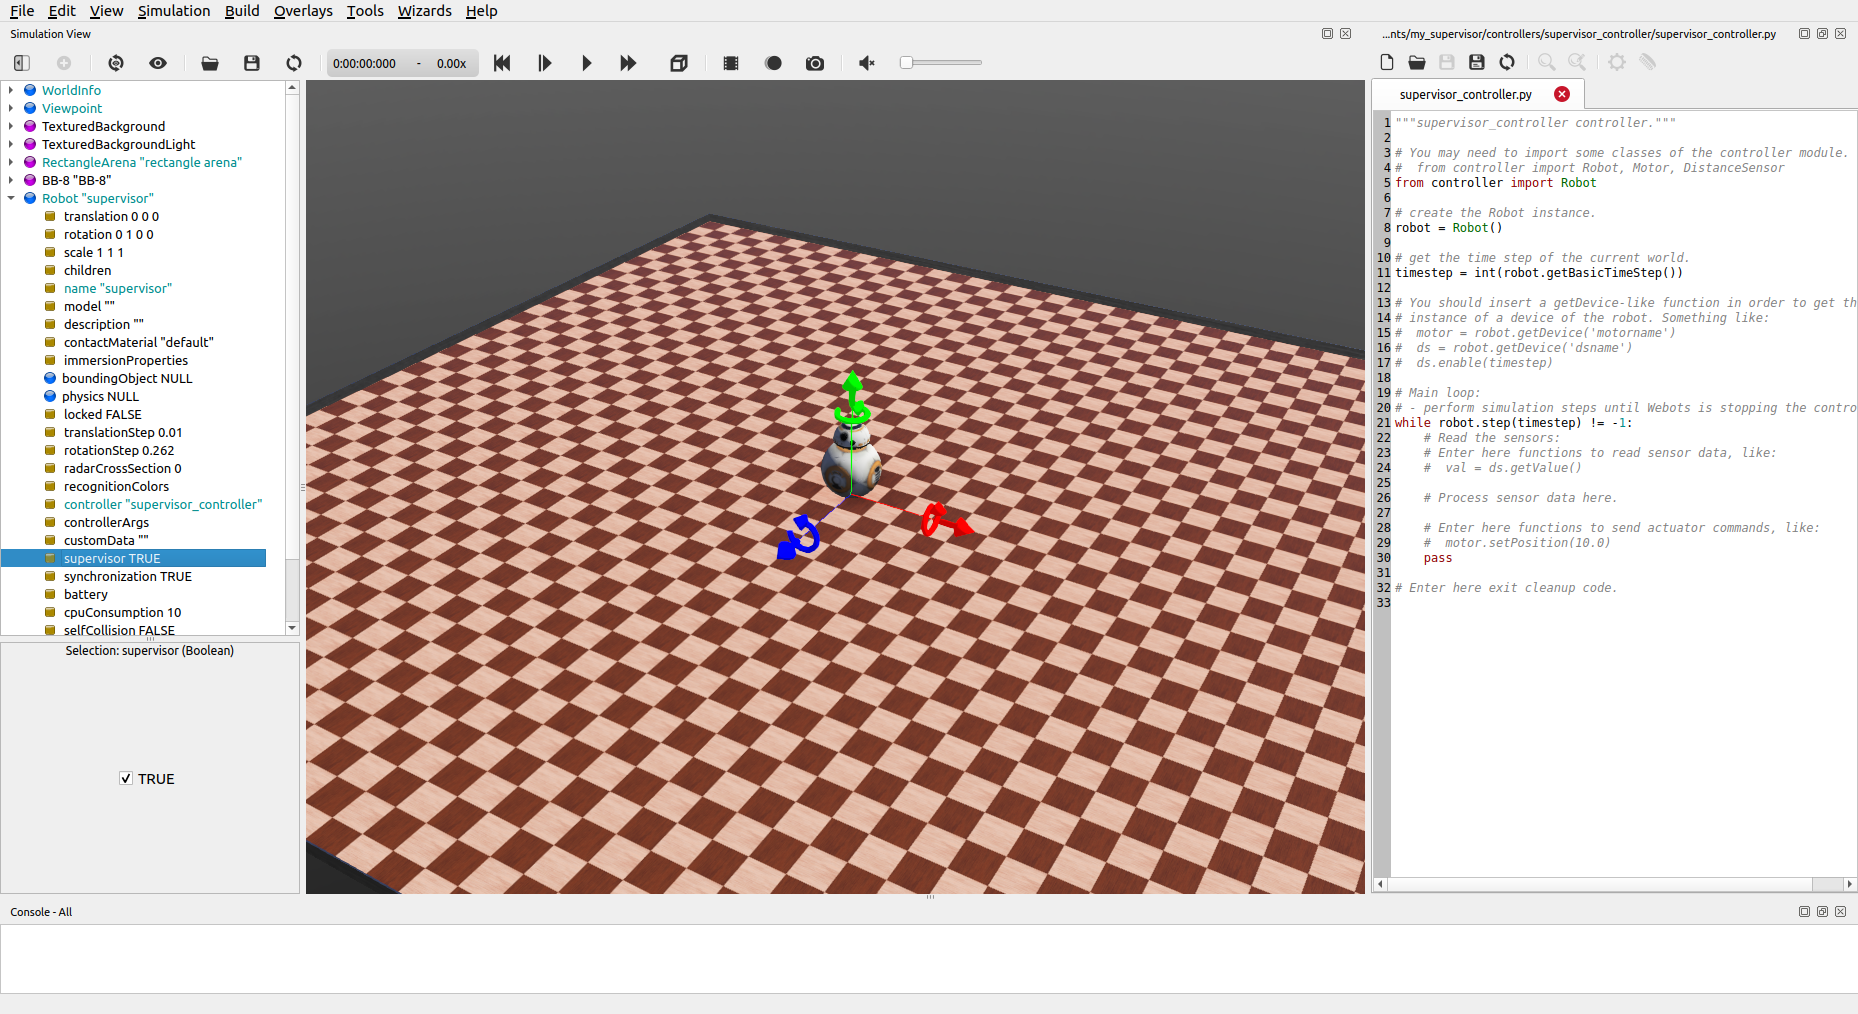 File Edit View Simulation Build Overlays Tools Wizards Help
Simulation View
0:00:00:000 - 0.00x
WorldInfo
Viewpoint
TexturedBackground
TexturedBackgroundLight
RectangleArena "rectangle arena"
BB-8 "BB-8"
Robot "supervisor"
translation 0 0 0
rotation 0 1 0 0
scale 1 1 1
children
name "supervisor"
model ""
description ""
contactMaterial "default"
immersionProperties
boundingObject NULL
physics NULL
locked FALSE
translationStep 0.01
rotationStep 0.262
radarCrossSection 0
recognitionColors
controller "supervisor_controller"
controllerArgs
customData ""
supervisor TRUE
synchronization TRUE
battery
cpuConsumption 10
selfCollision FALSE
Selection: supervisor (Boolean)
TRUE
...nts/my_supervisor/controllers/supervisor_controller/supervisor_controller.py
supervisor_controller.py
1 """supervisor_controller controller."""
2
3 # You may need to import some classes of the controller module.
4 #  from controller import Robot, Motor, DistanceSensor
5 from controller import Robot
6
7 # create the Robot instance.
8 robot = Robot()
9
10 # get the time step of the current world.
11 timestep = int(robot.getBasicTimeStep())
12
13 # You should insert a getDevice-like function in order to get th
14 # instance of a device of the robot. Something like:
15 #  motor = robot.getDevice('motorname')
16 #  ds = robot.getDevice('dsname')
17 #  ds.enable(timestep)
18
19 # Main loop:
20 # - perform simulation steps until Webots is stopping the contro
21 while robot.step(timestep) != -1:
22     # Read the sensors:
23     # Enter here functions to read sensor data, like:
24     #  val = ds.getValue()
25
26     # Process sensor data here.
27
28     # Enter here functions to send actuator commands, like:
29     #  motor.setPosition(10.0)
30     pass
31
32 # Enter here exit cleanup code.
33
Console - All